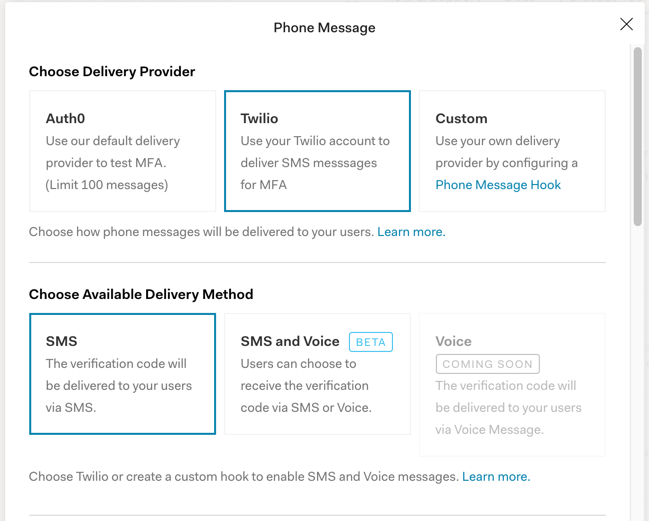 Phone Message
Choose Delivery Provider
Auth0
Use our default delivery
provider to test MFA.
(Limit 100 messages)
Twilio
Use your Twilio account to
deliver SMS messsages
for MFA
Custom
Use your own delivery
provider by configuring a
Phone Message Hook
Choose how phone messages will be delivered to your users. Learn more.
Choose Available Delivery Method
SMS
The verification code will
be delivered to your users
via SMS.
SMS and Voice BETA
Users can choose to
receive the verification
code via SMS or Voice.
Voice
COMING SOON
The verification code will
be delivered to your users
via Voice Message.
Choose Twilio or create a custom hook to enable SMS and Voice messages. Learn more.